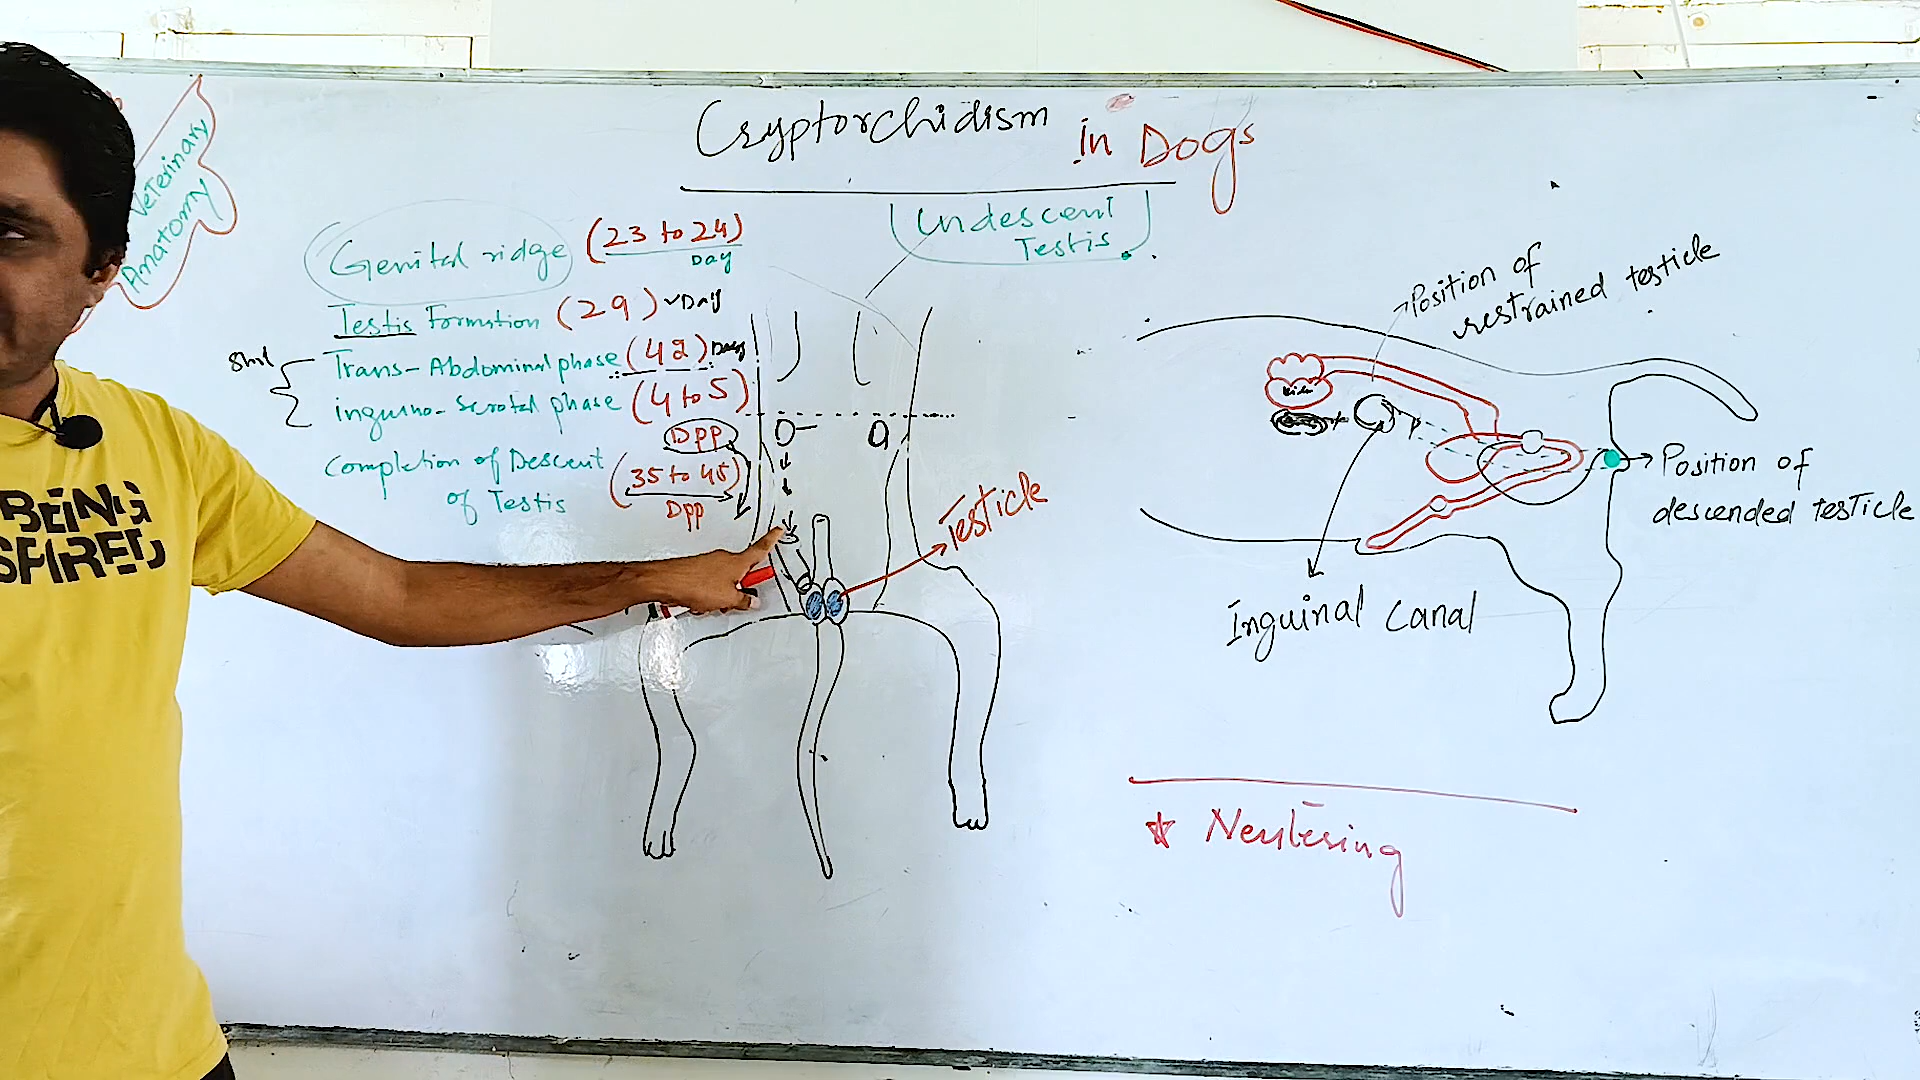 Cryptorchidism in Dogs
Undescent
Testis.
Veterinary
Anatomy
Genital ridge (23 to 24)
Day
Testis Formation (29) Day
Trans-Abdominal phase (42) Days
inguino-Scrotal phase (4 to 5)
Dpp
Completion of Descent
of Testis
(35 to 45)
Dpp
Testicle
Position of
restrained testicle
Position of
descended testicle
Inguinal Canal
Neutering
BEING
SPIRED